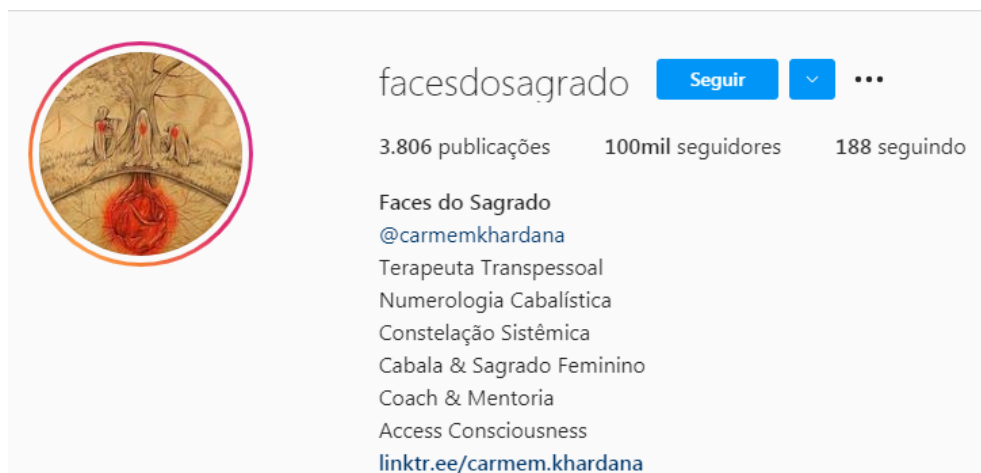 facesdosagrado Seguir
3.806 publicações 100mil seguidores 188 seguindo
Faces do Sagrado
@carmemkhardana
Terapeuta Transpessoal
Numerologia Cabalística
Constelação Sistêmica
Cabala & Sagrado Feminino
Coach & Mentoria
Access Consciousness
linktr.ee/carmem.khardana